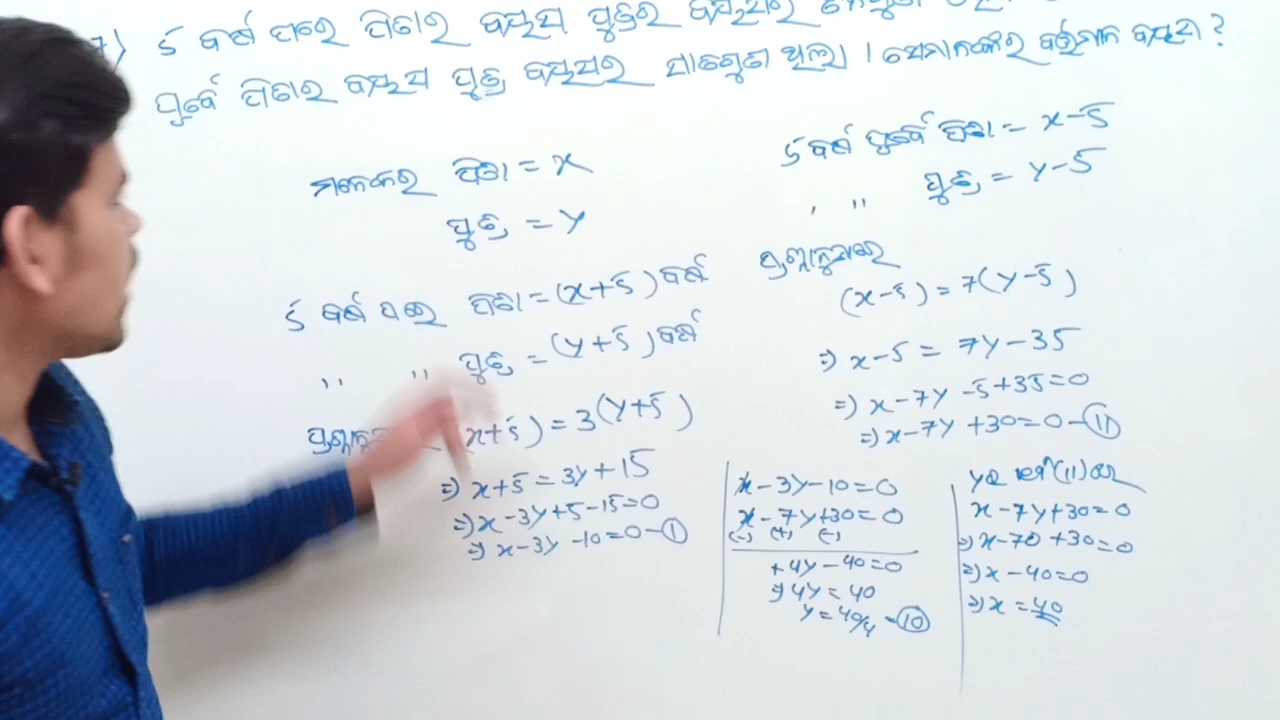 7) 5 ବର୍ଷ ପରେ ପିତାର ବୟସ ପୁତ୍ରର ବୟସର
ପୂର୍ବେ ପିତାର ବୟସ ପୁତ୍ର ବୟସର ସାତଗୁଣ ଥିଲା । ସେମାନଙ୍କର ବର୍ତ୍ତମାନ ବୟସ ?
ମନେକର ପିତା = x
ପୁତ୍ର = y
5 ବର୍ଷ ପରେ ପିତା = (x+5) ବର୍ଷ
,, ,, ପୁତ୍ର = (y+5) ବର୍ଷ
(x+5) = 3(y+5)
=) x+5 = 3y+15
=) x-3y+5-15=0
=) x-3y-10=0-①
5 ବର୍ଷ ପୂର୍ବେ ପିତା = x-5
, ,, ପୁତ୍ର = y-5
ପ୍ରଶ୍ନାନୁସାରେ
(x-5) = 7(y-5)
=) x-5 = 7y-35
=) x-7y-5+35=0
=) x-7y+30=0-(11)
x-3y-10=0
x-7y+30=0
(-) (+) (-)
+4y-40=0
=) 4y=40
y=40/4=10
(11)
x-7y+30=0
=) x-70+30=0
=) x-40=0
=) x=40